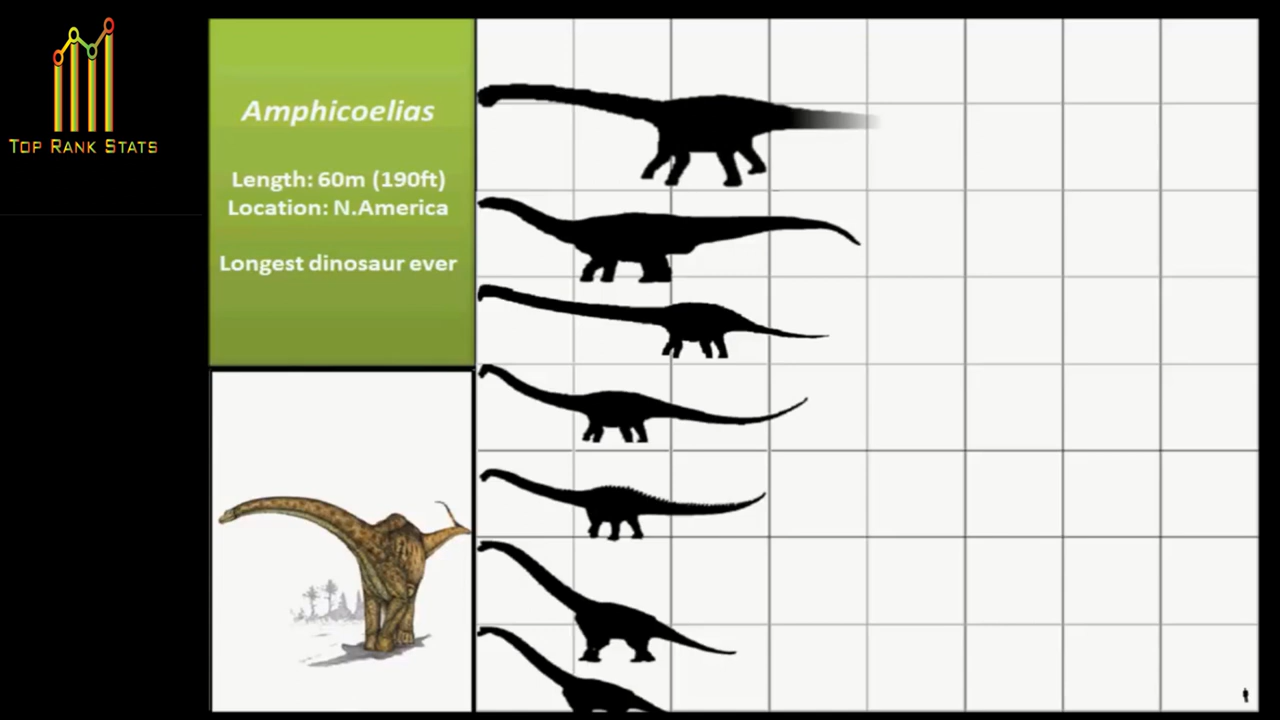 Top Rank Stats
Amphicoelias
Length: 60m (190ft)
Location: N.America
Longest dinosaur ever